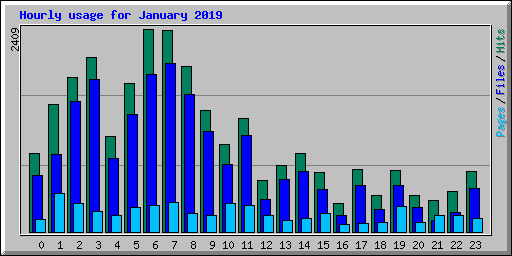 Hourly usage for January 2019
2409
Pages / Files / Hits
0 1 2 3 4 5 6 7 8 9 10 11 12 13 14 15 16 17 18 19 20 21 22 23